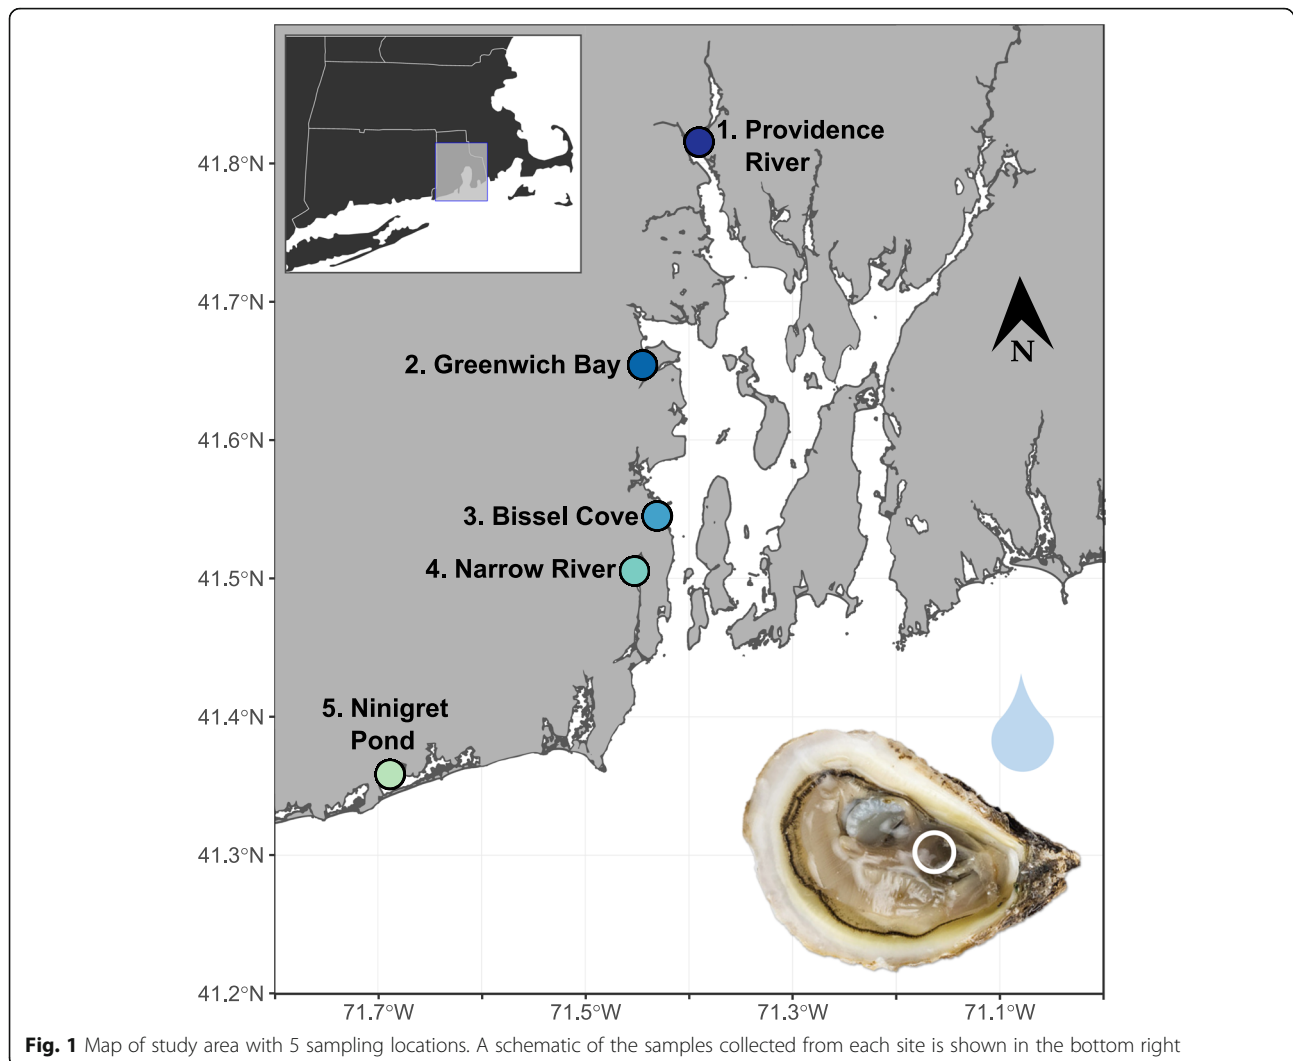 1. Providence
River
41.8°N
41.7°N
N
2. Greenwich Bay
41.6°N
3. Bissel Cove
4. Narrow River
41.5°N
5. Ninigret
Pond
41.4°N
41.3°N
41.2°N
71.7°W 71.5°W 71.3°W 71.1°W
Fig. 1 Map of study area with 5 sampling locations. A schematic of the samples collected from each site is shown in the bottom right